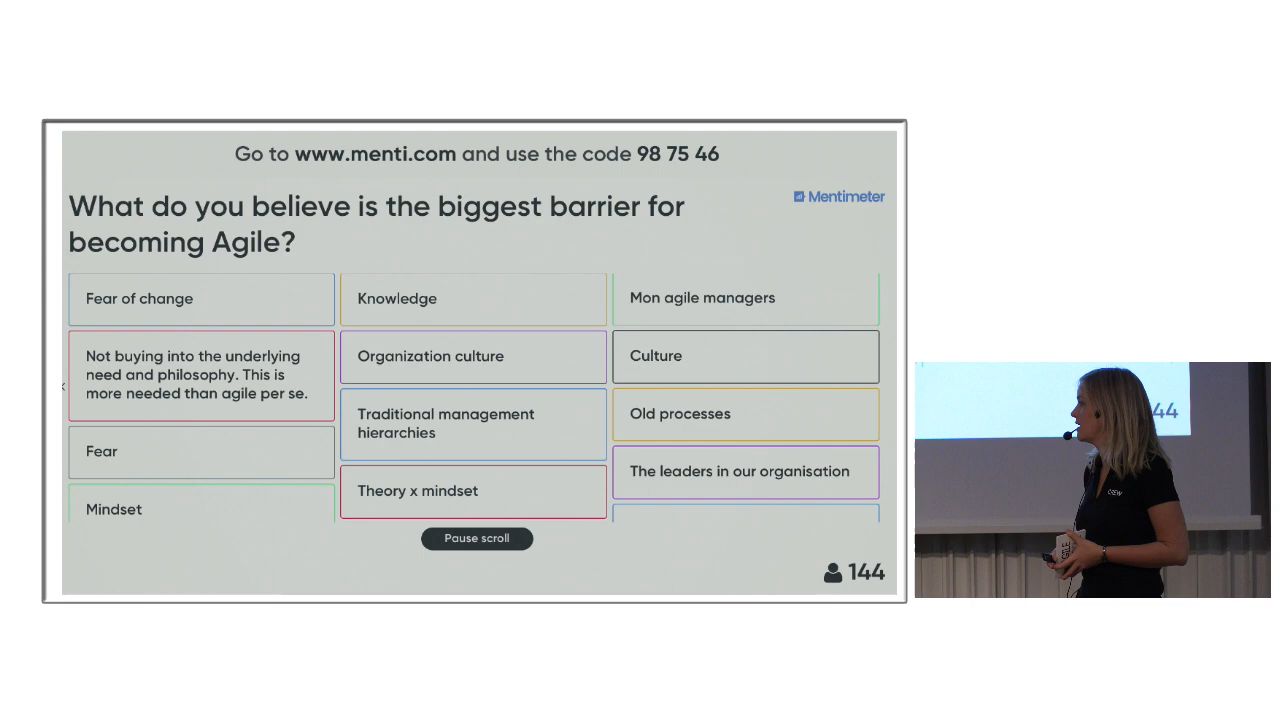 Go to www.menti.com and use the code 98 75 46
Mentimeter
What do you believe is the biggest barrier for
becoming Agile?
Fear of change
Not buying into the underlying
need and philosophy. This is
more needed than agile per se.
Fear
Mindset
Knowledge
Organization culture
Traditional management
hierarchies
Theory x mindset
Mon agile managers
Culture
Old processes
The leaders in our organisation
Pause scroll
144
44
CREW